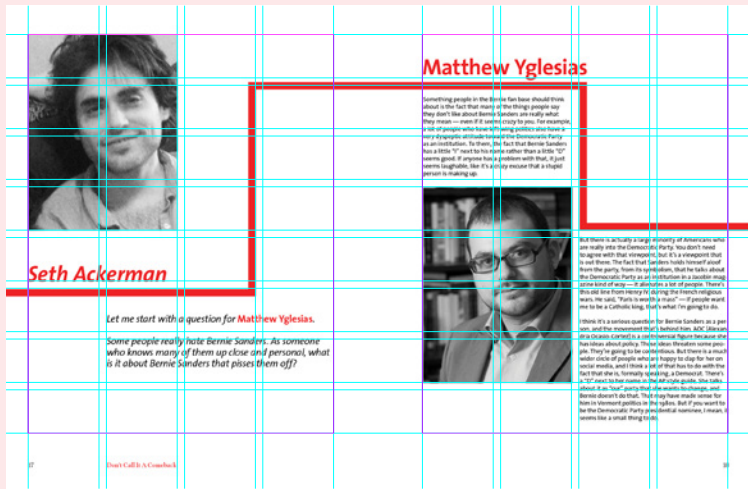 Seth Ackerman
Let me start with a question for Matthew Yglesias.
Some people really hate Bernie Sanders. As someone
who knows many of them up close and personal, what
is it about Bernie Sanders that pisses them off?
17
Don't Call It A Comeback
Matthew Yglesias
Something people in the Bernie fan base should think
about is the fact that many of the things people say
they don't like about Bernie Sanders are really what
they mean — even if it seems crazy to you. For example,
a lot of people who have left-wing politics also have a
very dyspeptic attitude toward the Democratic Party
as an institution. To them, the fact that Bernie Sanders
has a little "I" next to his name rather than a little "D"
seems good. If anyone has a problem with that, it just
seems laughable, like it's a crazy excuse that a stupid
person is making up.
But there is actually a large minority of Americans who
are really into the Democratic Party. You don't need
to agree with that viewpoint, but it's a viewpoint that
is out there. The fact that Sanders holds himself aloof
from the party, from its symbolism, that he talks about
the Democratic Party as an institution in a Jacobin mag-
azine kind of way — it alienates a lot of people. There's
this old line from Henry IV during the French religious
wars. He said, "Paris is worth a mass" — if people want
me to be a Catholic king, that's what I'm going to do.
I think it's a serious question for Bernie Sanders as a per-
son, and the movement that's behind him. AOC [Alexan-
dria Ocasio-Cortez] is a controversial figure because she
has ideas about policy. Those ideas threaten some peo-
ple. They're going to be contentious. But there is a much
wider circle of people who are happy to clap for her on
social media, and I think a lot of that has to do with the
fact that she is, formally speaking, a Democrat. There's
a "D" next to her name in the AP style guide. She talks
about it as "our" party that she wants to change, and
Bernie doesn't do that. That may have made sense for
him in Vermont politics in the 1980s. But if you want to
be the Democratic Party presidential nominee, I mean, it
seems like a small thing to do.